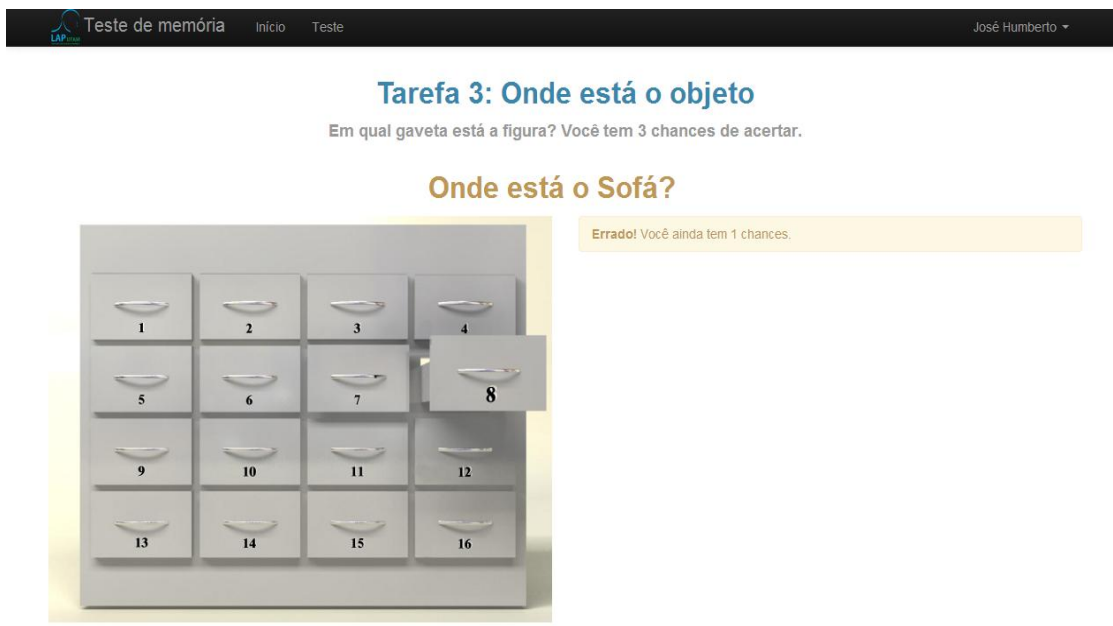 LAP Teste de memória Início Teste José Humberto
Tarefa 3: Onde está o objeto
Em qual gaveta está a figura? Você tem 3 chances de acertar.
Onde está o Sofá?
Errado! Você ainda tem 1 chances.
1 2 3 4
5 6 7 8
9 10 11 12
13 14 15 16